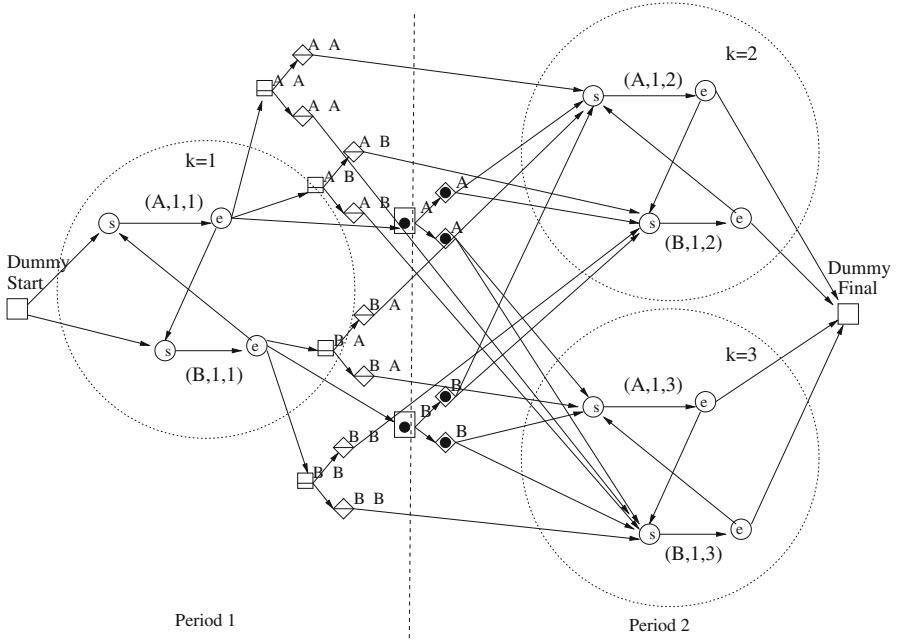 A A
k=2
(A,1,2)
s
e
A A
A A
A B
k=1
A B
A
(A,1,1)
A B
A
s
e
s
e
A
(B,1,2)
Dummy
Start
Dummy
Final
B A
B A
s
e
(B,1,1)
k=3
B A
(A,1,3)
B
s
e
B
B
B B
B B
B B
s
e
(B,1,3)
Period 1
Period 2